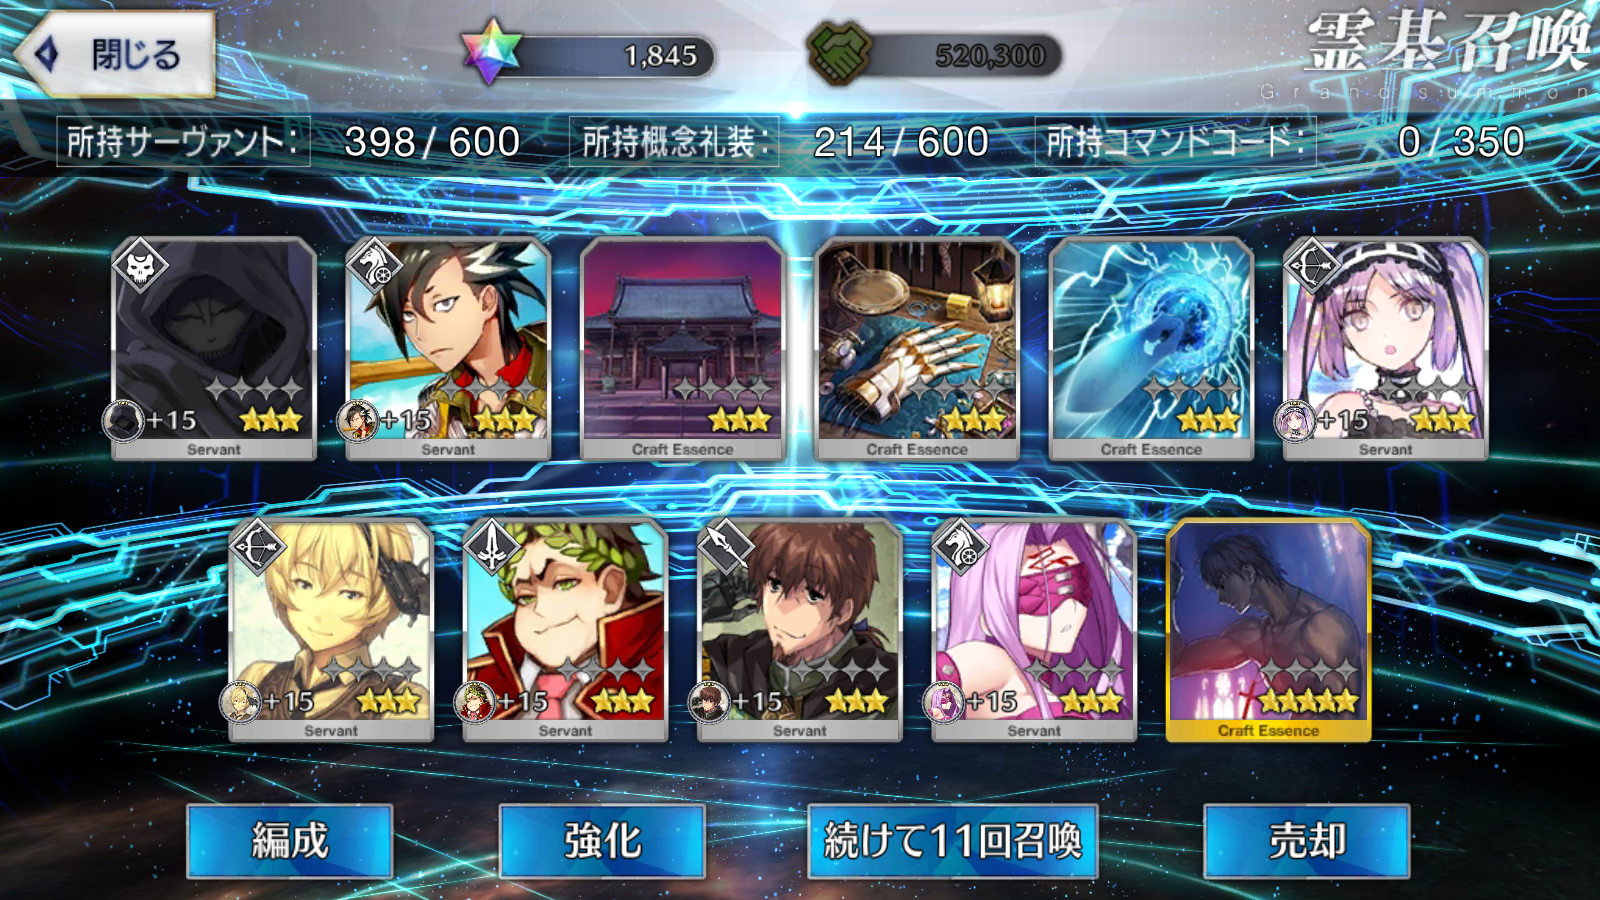 閉じる
1,845
520,300
霊基召喚
Grand summon
所持サーヴァント: 398 / 600
所持概念礼装: 214 / 600
所持コマンドコード: 0 / 350
+15
+15
+15
Servant
Servant
Craft Essence
Craft Essence
Craft Essence
Servant
+15
+15
+15
+15
Servant
Servant
Servant
Servant
Craft Essence
編成
強化
続けて11回召喚
売却